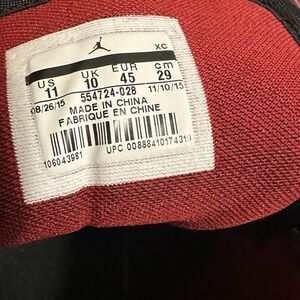 XC
US UK EUR cm
11 10 45 29
554724-028
08/26/15 11/10/15
MADE IN CHINA
FABRIQUE EN CHINE
106043981
UPC 00888410174319